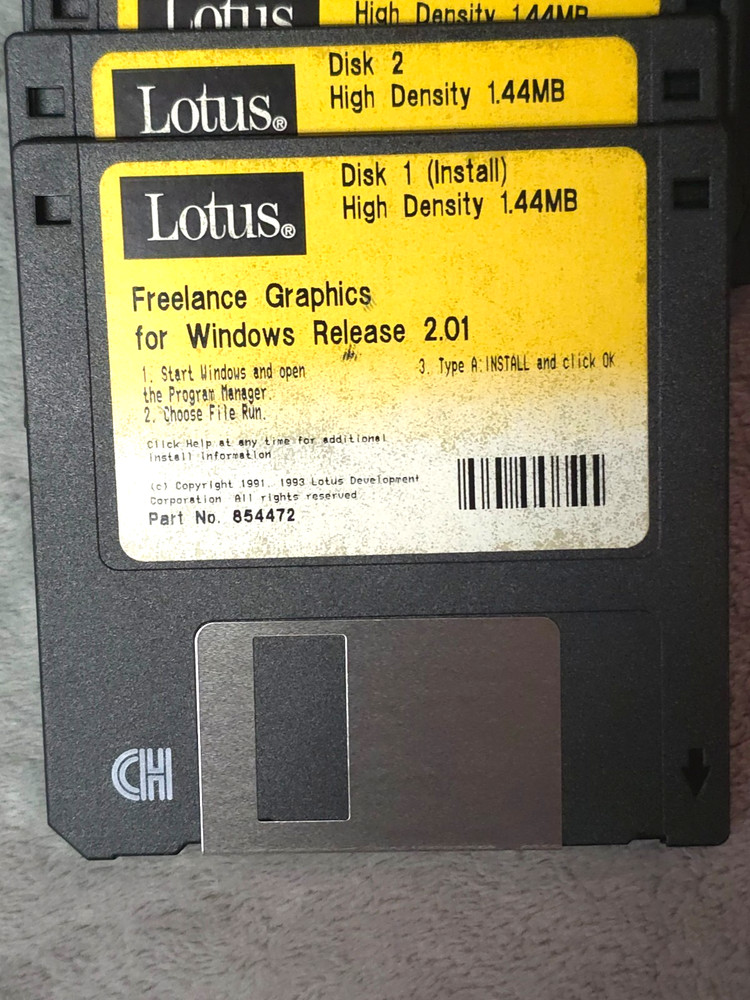 Lotus
High Density 1.44MB
Lotus®
Disk 2
High Density 1.44MB
Lotus®
Disk 1 (Install)
High Density 1.44MB
Freelance Graphics
for Windows Release 2.01
1. Start Windows and open
the Program Manager.
2. Choose File Run.
3. Type A:INSTALL and click OK
Click Help at any time for additional
install information
(c) Copyright 1991, 1993 Lotus Development
Corporation All rights reserved
Part No. 854472
HD